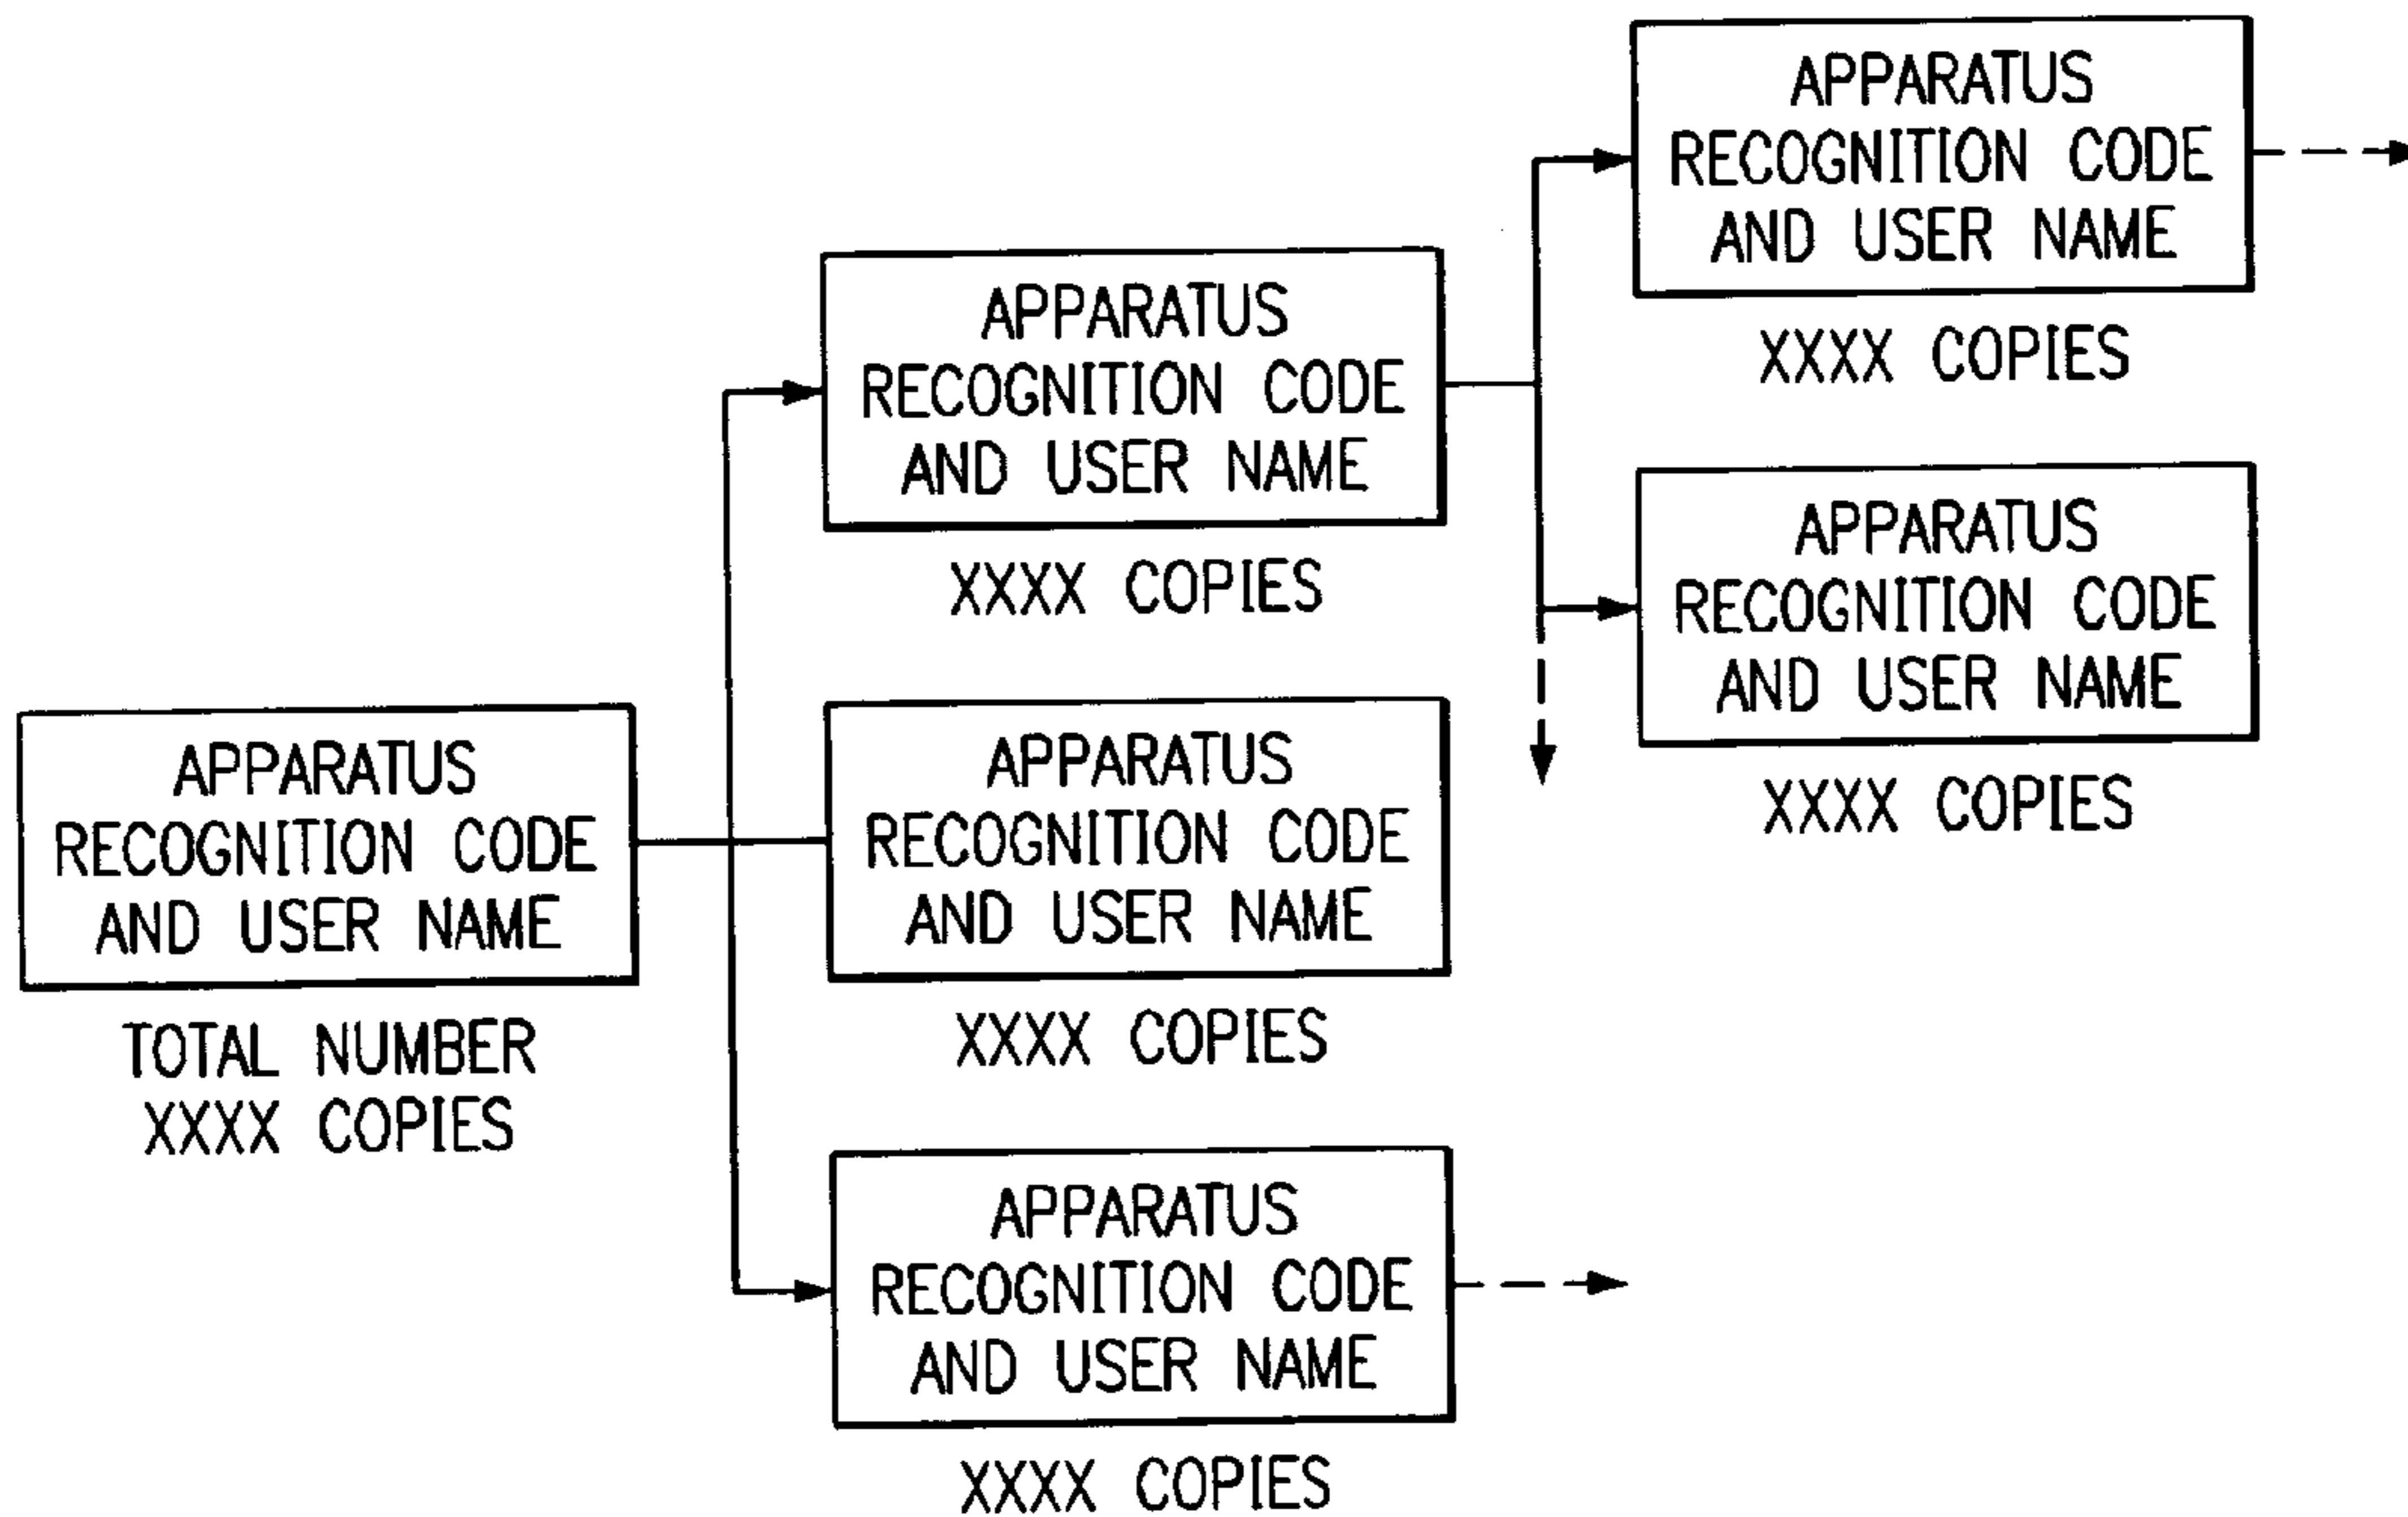 APPARATUS
RECOGNITION CODE
AND USER NAME
TOTAL NUMBER
XXXX COPIES
APPARATUS
RECOGNITION CODE
AND USER NAME
XXXX COPIES
APPARATUS
RECOGNITION CODE
AND USER NAME
XXXX COPIES
APPARATUS
RECOGNITION CODE
AND USER NAME
XXXX COPIES
APPARATUS
RECOGNITION CODE
AND USER NAME
XXXX COPIES
APPARATUS
RECOGNITION CODE
AND USER NAME
XXXX COPIES